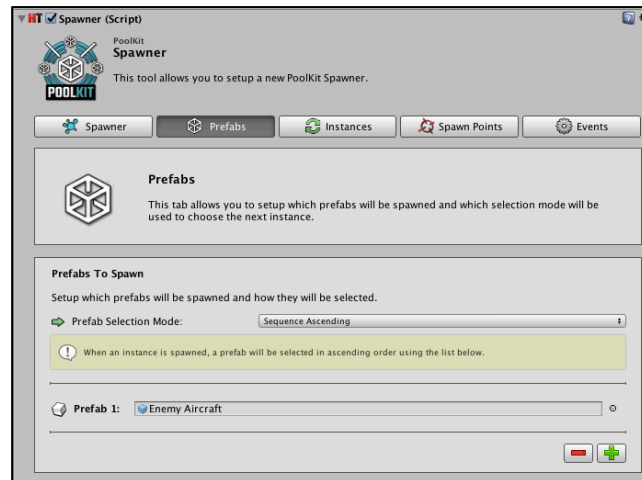 HT Spawner (Script)
PoolKit
Spawner
This tool allows you to setup a new PoolKit Spawner.
POOLKIT
Spawner Prefabs Instances Spawn Points Events
Prefabs
This tab allows you to setup which prefabs will be spawned and which selection mode will be
used to choose the next instance.
Prefabs To Spawn
Setup which prefabs will be spawned and how they will be selected.
Prefab Selection Mode: Sequence Ascending
When an instance is spawned, a prefab will be selected in ascending order using the list below.
Prefab 1: Enemy Aircraft